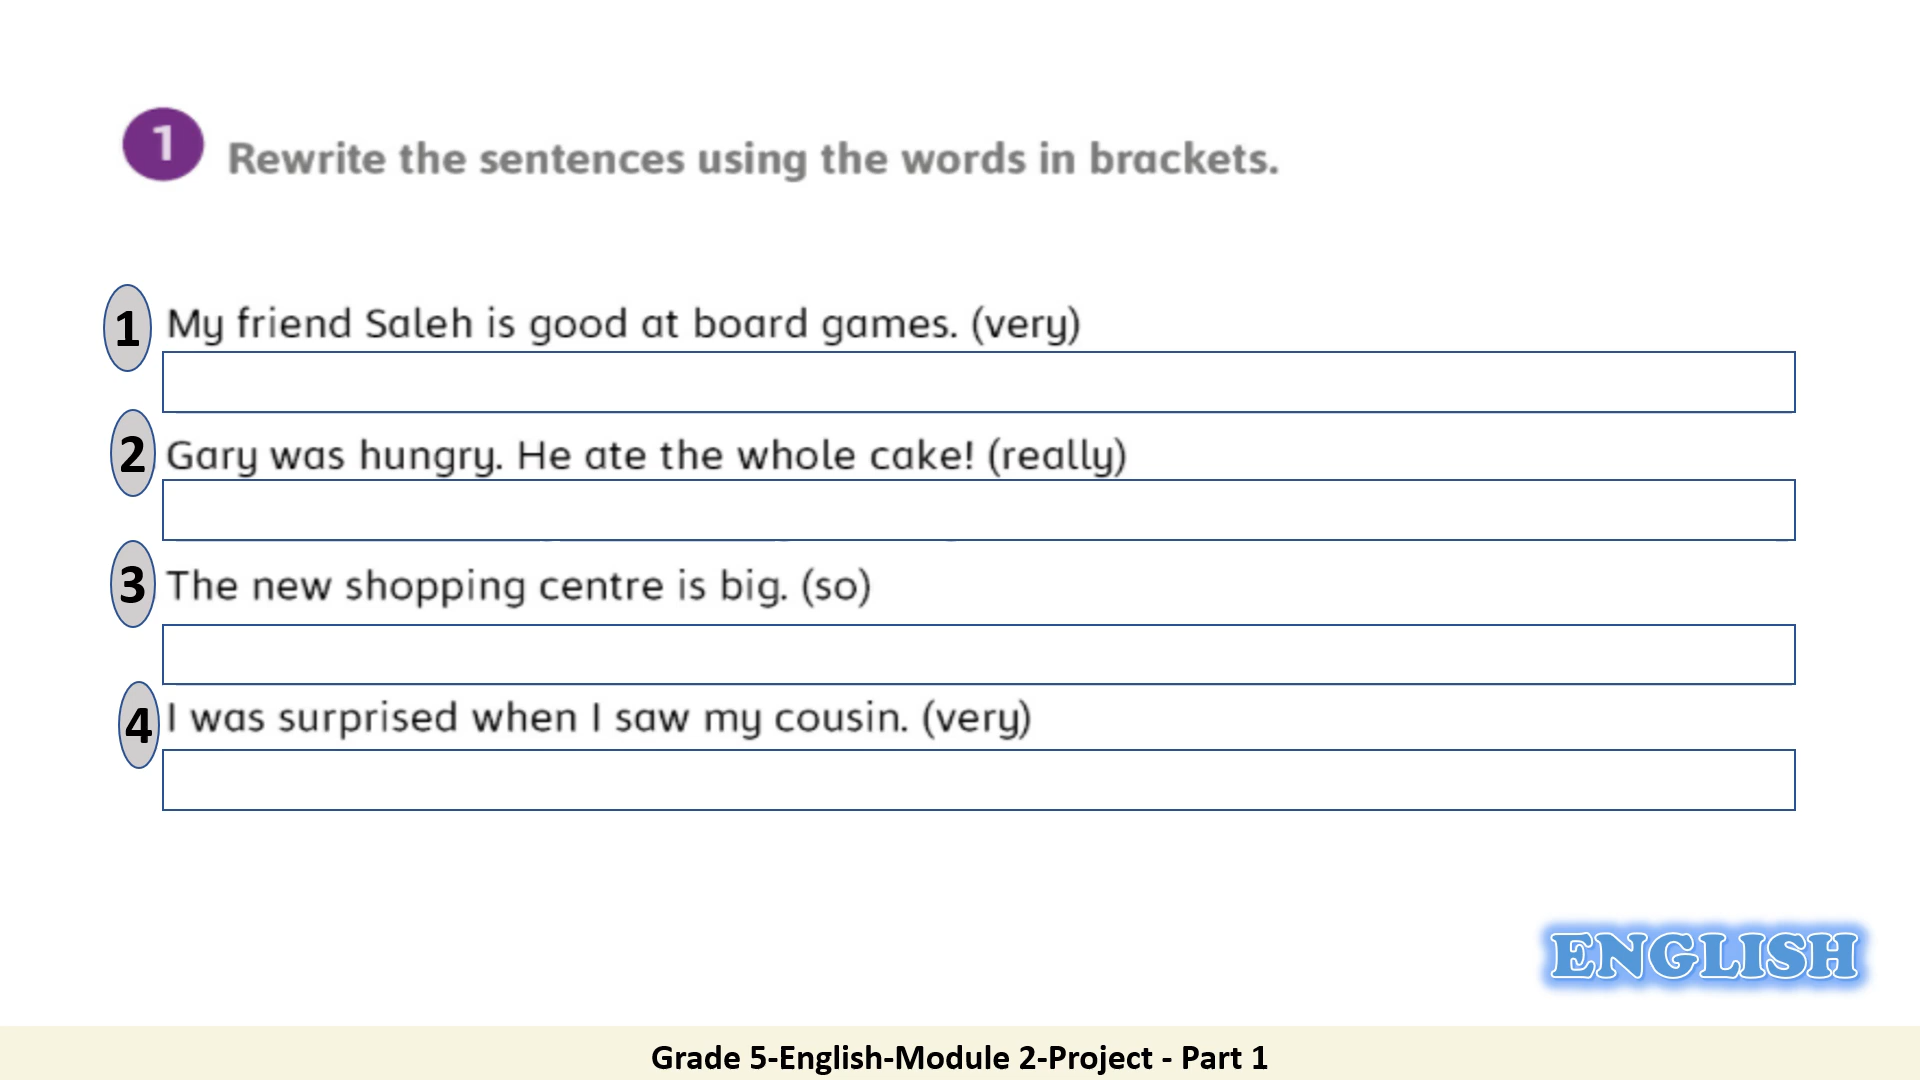 1 Rewrite the sentences using the words in brackets.
1 My friend Saleh is good at board games. (very)
2 Gary was hungry. He ate the whole cake! (really)
3 The new shopping centre is big. (so)
4 I was surprised when I saw my cousin. (very)
ENGLISH
Grade 5-English-Module 2-Project - Part 1